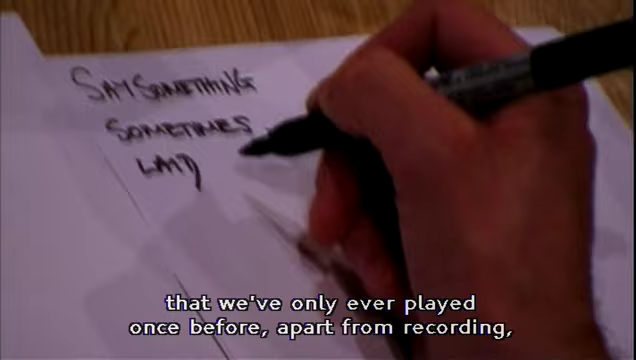 SAY SOMETHING
SOMETIMES
LAID
that we've only ever played
once before, apart from recording,